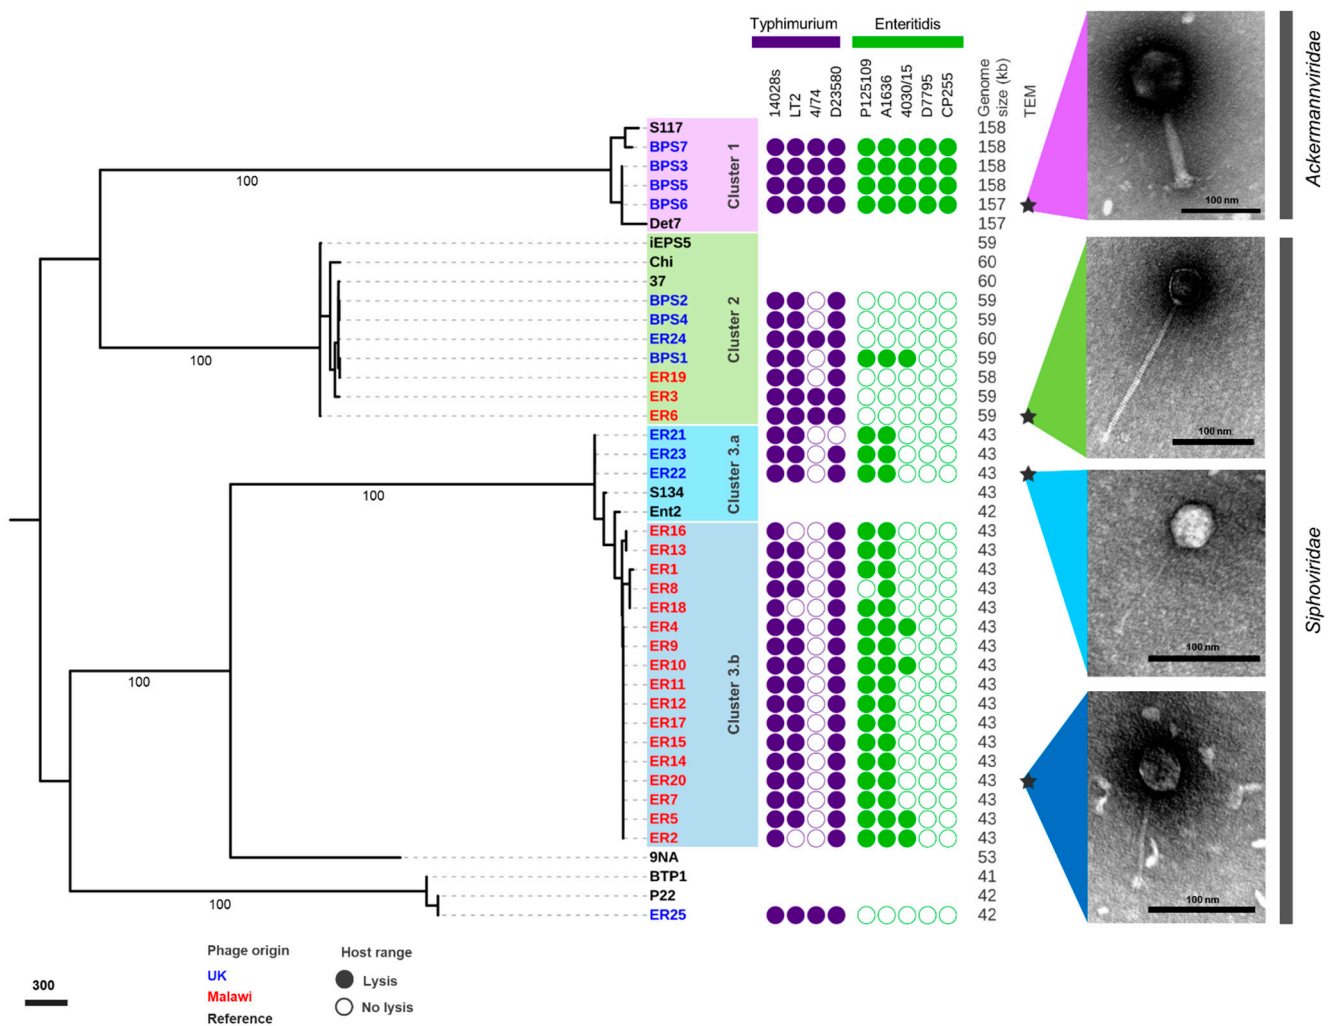 Typhimurium Enteritidis
14028s LT2 4/74 D23580 P125109 A1636 4030/15 D7795 CP255 Genome size (kb) TEM
S117 158
BPS7 158
BPS3 158
BPS5 158
BPS6 157
Det7 157
Cluster 1
iEPS5 59
Chi 60
37 60
BPS2 59
BPS4 59
ER24 60
BPS1 59
ER19 58
ER3 59
ER6 59
Cluster 2
ER21 43
ER23 43
ER22 43
S134 43
Ent2 42
Cluster 3.a
ER16 43
ER13 43
ER1 43
ER8 43
ER18 43
ER4 43
ER9 43
ER10 43
ER11 43
ER12 43
ER17 43
ER15 43
ER14 43
ER20 43
ER7 43
ER5 43
ER2 43
Cluster 3.b
9NA 53
BTP1 41
P22 42
ER25 42
100
100
100
100
100
100 nm
100 nm
100 nm
100 nm
Ackermannviridae
Siphoviridae
Phage origin
UK
Malawi
Reference
Host range
Lysis
No lysis
300